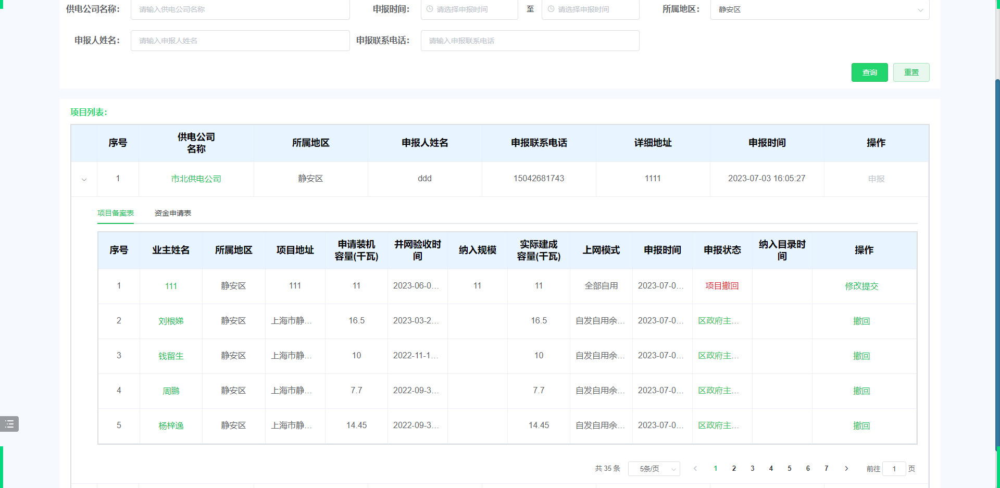 供电公司名称： 请输入供电公司名称 申报时间： 请选择申报时间 至 请选择申报时间 所属地区： 静安区
申报人姓名： 请输入申报人姓名 申报联系电话： 请输入申报联系电话
查询 重置
项目列表：
序号 供电公司名称 所属地区 申报人姓名 申报联系电话 详细地址 申报时间 操作
1 市北供电公司 静安区 ddd 15042681743 1111 2023-07-03 16:05:27 申报
项目备案表 资金申请表
序号 业主姓名 所属地区 项目地址 申请装机容量(千瓦) 并网验收时间 纳入规模 实际建成容量(千瓦) 上网模式 申报时间 申报状态 纳入目录时间 操作
1 111 静安区 111 11 2023-06-0... 11 11 全部自用 2023-07-0... 项目撤回 修改提交
2 刘根娣 静安区 上海市静... 16.5 2023-03-2... 16.5 自发自用余... 2023-07-0... 区政府主... 撤回
3 钱留生 静安区 上海市静... 10 2022-11-1... 10 自发自用余... 2023-07-0... 区政府主... 撤回
4 周鹏 静安区 上海市静... 7.7 2022-09-3... 7.7 自发自用余... 2023-07-0... 区政府主... 撤回
5 杨梓逸 静安区 上海市静... 14.45 2022-09-3... 14.45 自发自用余... 2023-07-0... 区政府主... 撤回
共 35 条 5条/页 1 2 3 4 5 6 7 前往 1 页